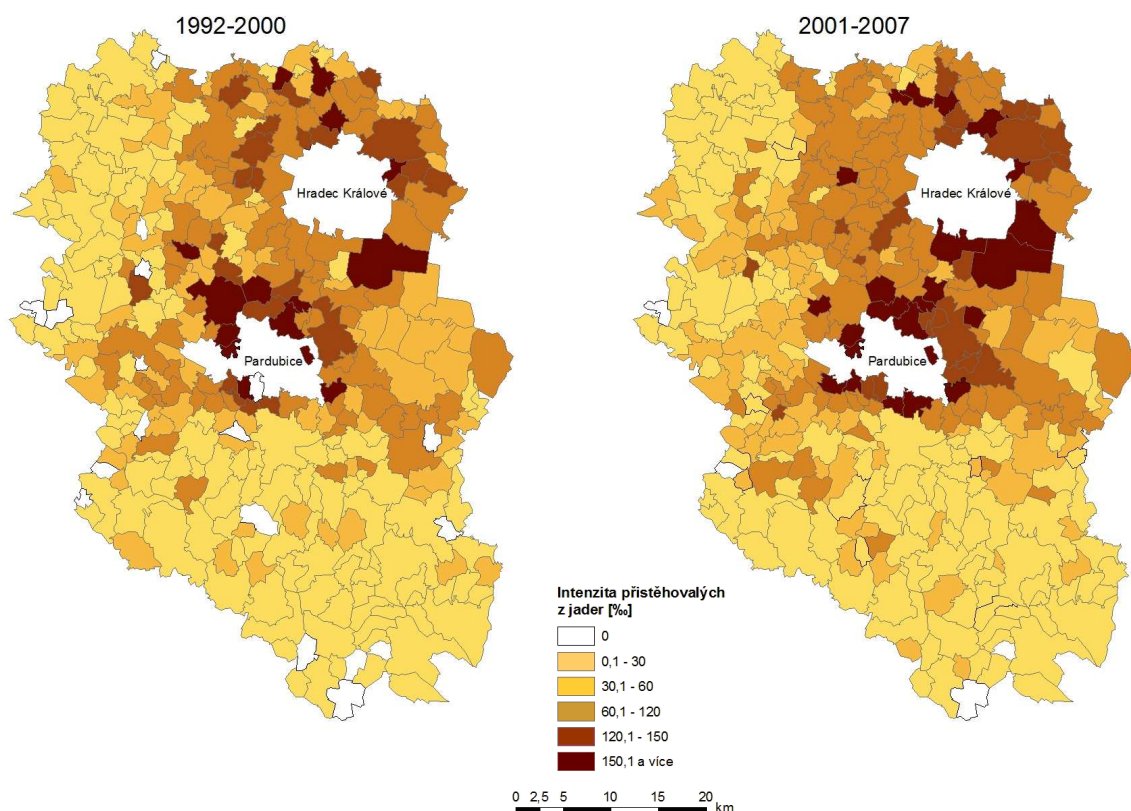 1992-2000
2001-2007
Hradec Králové
Hradec Králové
Pardubice
Pardubice
Intenzita přistěhovalých
z jader [‰]
0
0,1 - 30
30,1 - 60
60,1 - 120
120,1 - 150
150,1 a více
0 2,5 5 10 15 20
km